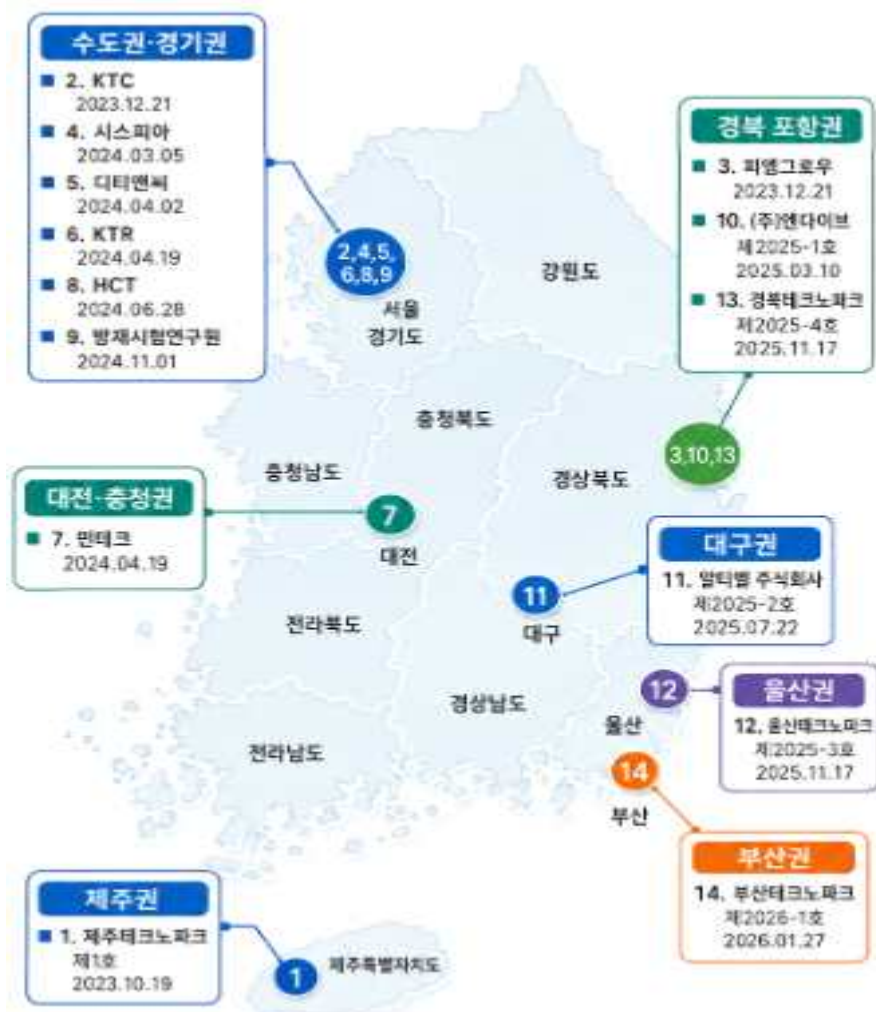 수도권·경기권
2. KTC
2023.12.21
4. 시스피아
2024.03.05
5. 디티앤씨
2024.04.02
6. KTR
2024.04.19
8. HCT
2024.06.28
9. 방재시험연구원
2024.11.01
경북 포항권
3. 피엠그로우
2023.12.21
10. (주)엔다이브
제2025-1호
2025.03.10
13. 경북테크노파크
제2025-4호
2025.11.17
2,4,5,
6,8,9
서울
경기도
강원도
충청북도
충청남도
경상북도
3,10,13
대전·충청권
7. 민테크
2024.04.19
7
대전
대구권
11. 알티벨 주식회사
제2025-2호
2025.07.22
11
대구
전라북도
경상남도
전라남도
울산권
12. 울산테크노파크
제2025-3호
2025.11.17
12
울산
14
부산
부산권
14. 부산테크노파크
제2026-1호
2026.01.27
제주권
1. 제주테크노파크
제1호
2023.10.19
1
제주특별자치도